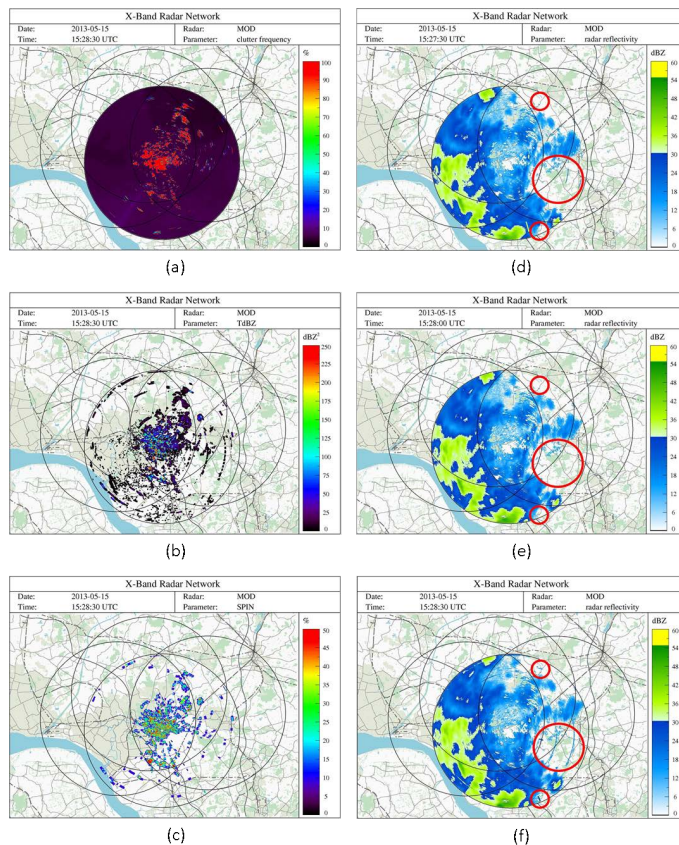 X-Band Radar Network
Date: 2013-05-15 Radar: MOD
Time: 15:28:30 UTC Parameter: clutter frequency
%
100
90
80
70
60
50
40
30
20
10
0
(a)
X-Band Radar Network
Date: 2013-05-15 Radar: MOD
Time: 15:27:30 UTC Parameter: radar reflectivity
dBZ
60
54
48
42
36
30
24
18
12
6
0
(d)
X-Band Radar Network
Date: 2013-05-15 Radar: MOD
Time: 15:28:30 UTC Parameter: TdBZ
dBZ²
250
225
200
175
150
125
100
75
50
25
0
(b)
X-Band Radar Network
Date: 2013-05-15 Radar: MOD
Time: 15:28:00 UTC Parameter: radar reflectivity
dBZ
60
54
48
42
36
30
24
18
12
6
0
(e)
X-Band Radar Network
Date: 2013-05-15 Radar: MOD
Time: 15:28:30 UTC Parameter: SPIN
%
50
45
40
35
30
25
20
15
10
5
0
(c)
X-Band Radar Network
Date: 2013-05-15 Radar: MOD
Time: 15:28:30 UTC Parameter: radar reflectivity
dBZ
60
54
48
42
36
30
24
18
12
6
0
(f)